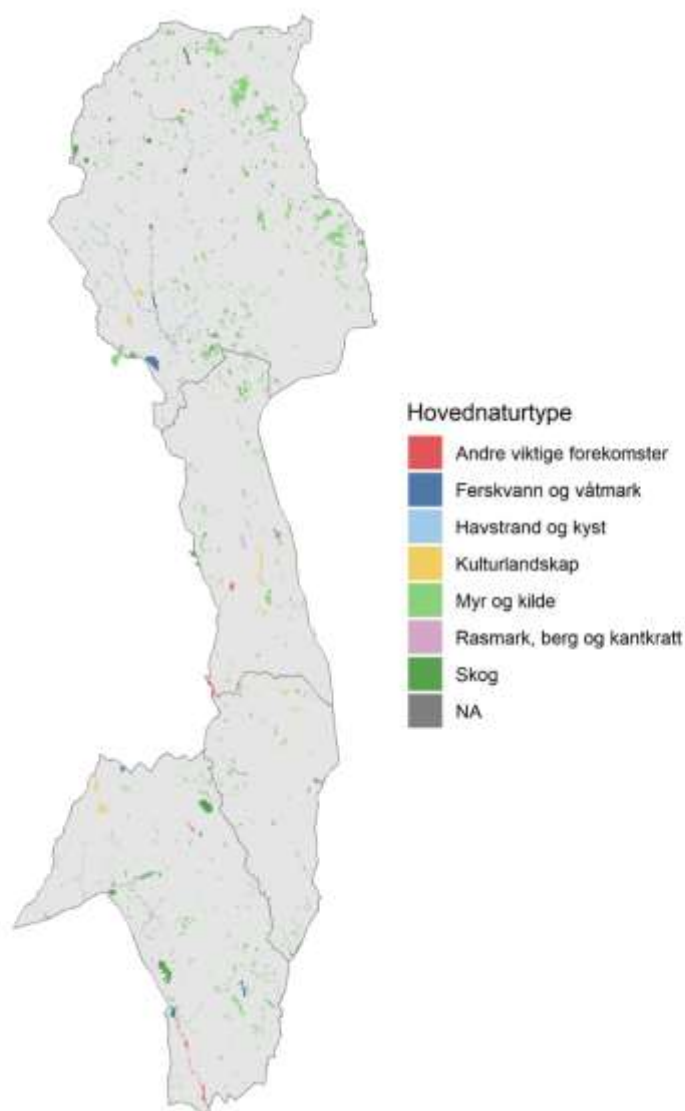 Hovednaturtype
Andre viktige forekomster
Ferskvann og våtmark
Havstrand og kyst
Kulturlandskap
Myr og kilde
Rasmark, berg og kantkratt
Skog
NA